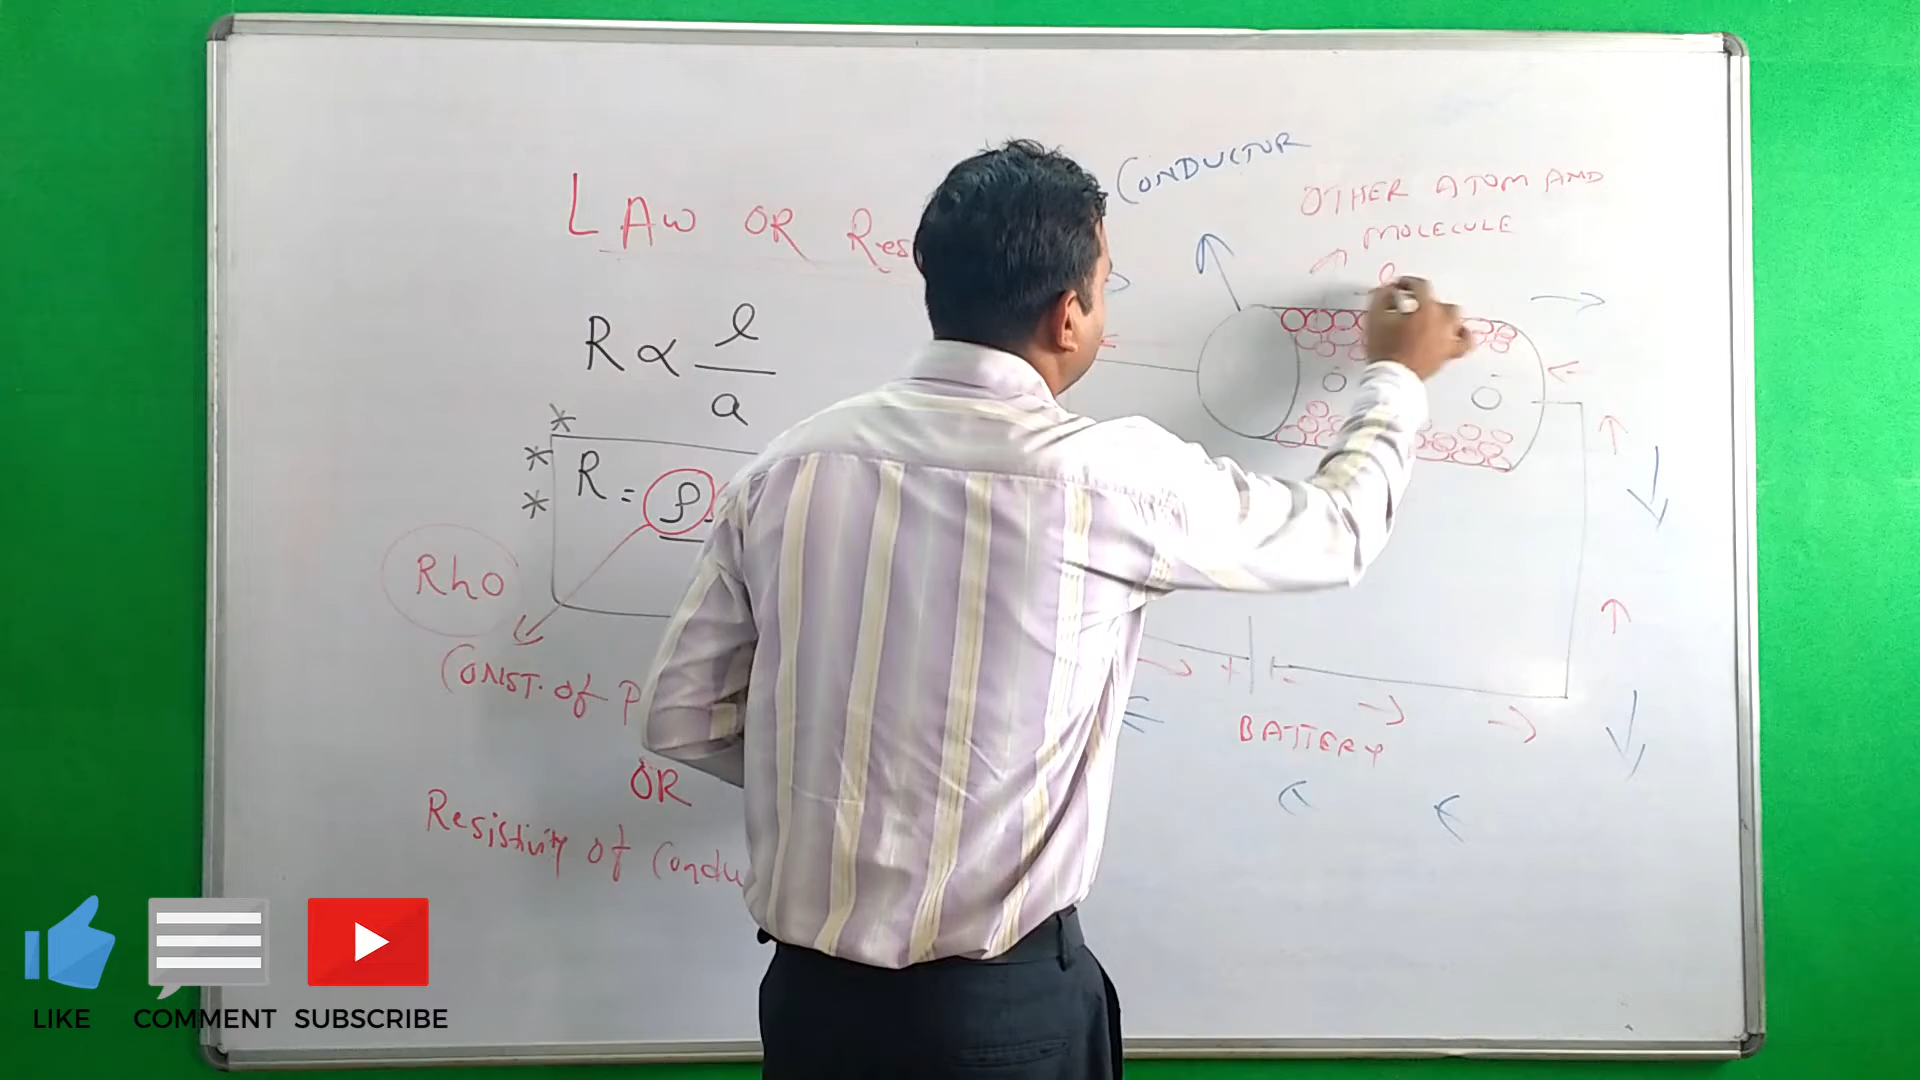 LAW OR Res
R ∝ l/a
* * *
R = ρ
Rho
CONST. of P
OR
Resistivity of Condu
CONDUCTOR
OTHER ATOM AND
MOLECULE
+ -
BATTERY
LIKE
COMMENT
SUBSCRIBE